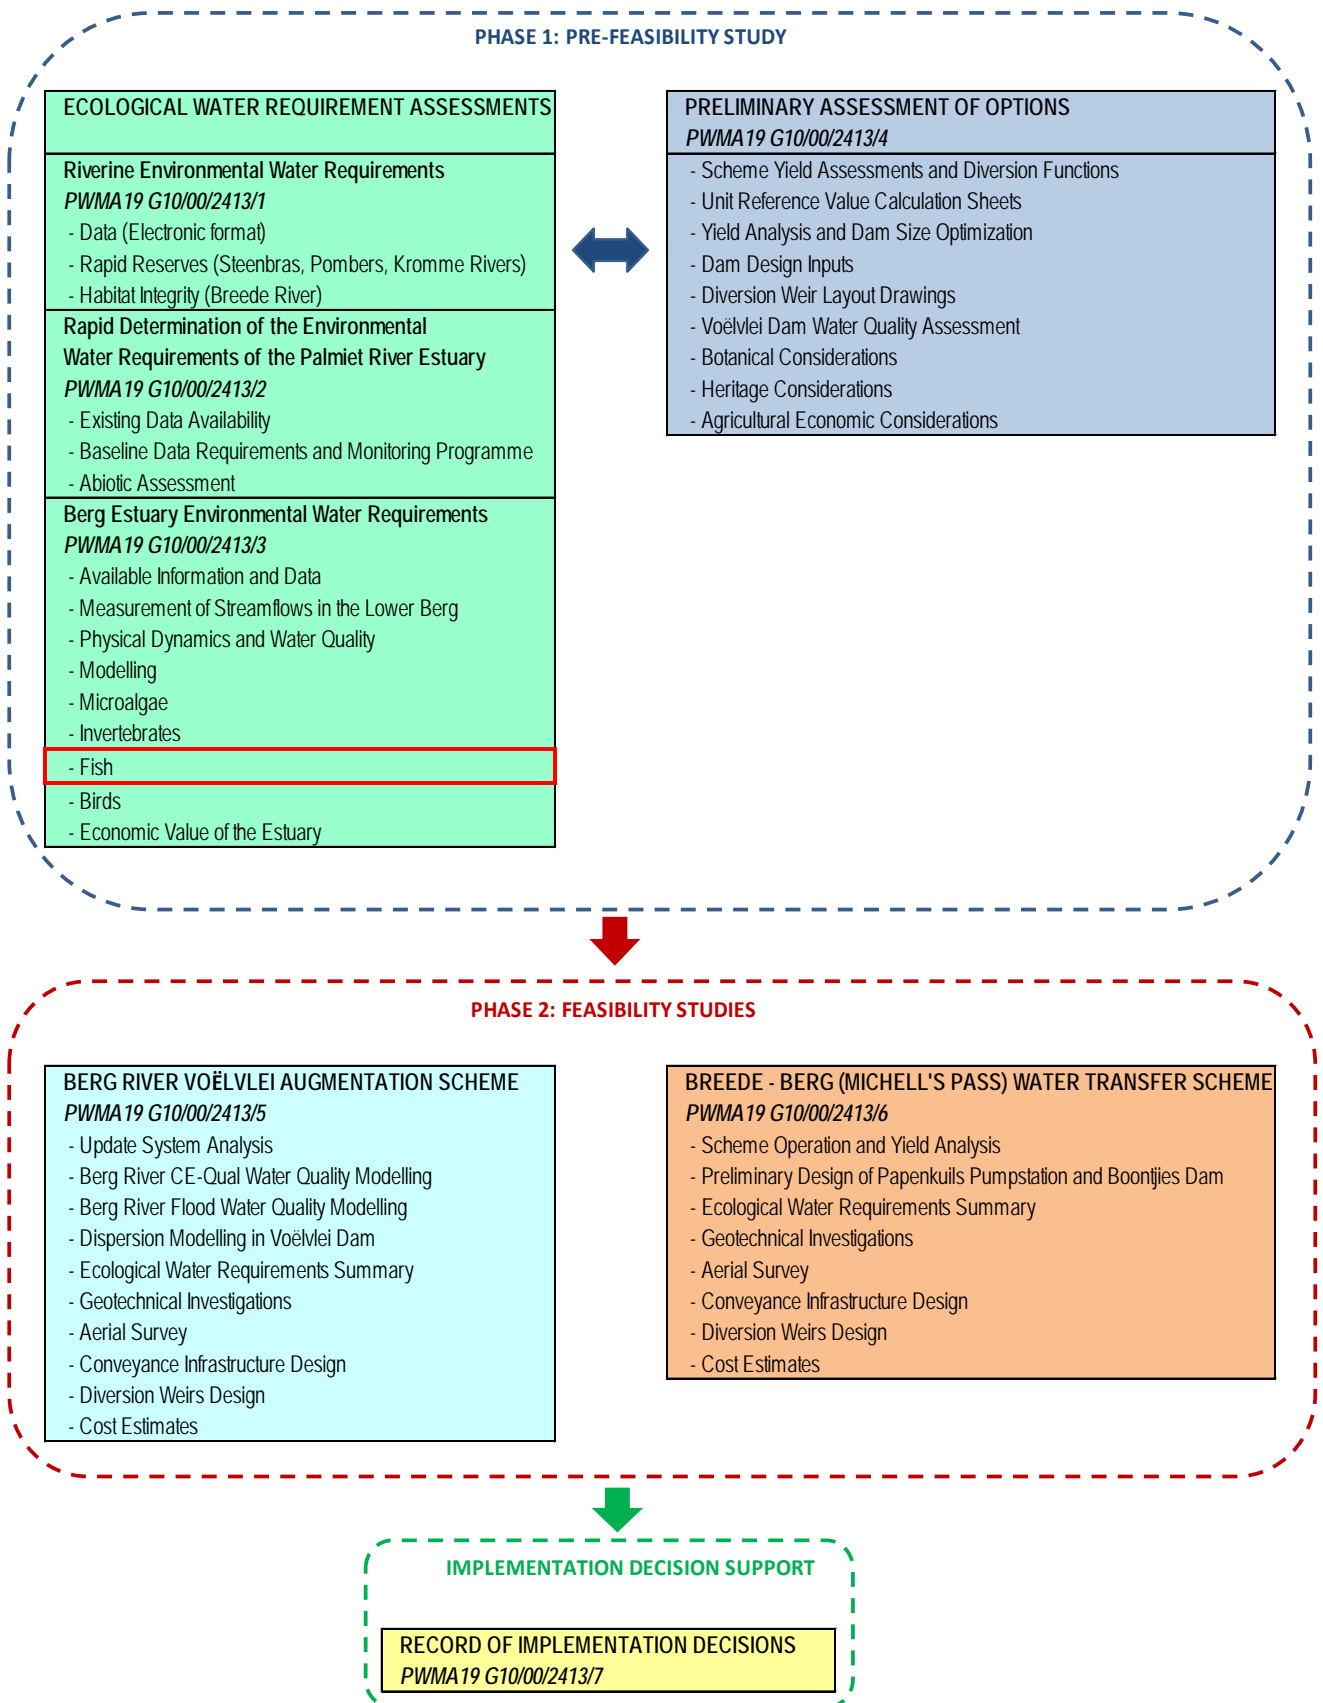 PHASE 1: PRE-FEASIBILITY STUDY
ECOLOGICAL WATER REQUIREMENT ASSESSMENTS
Riverine Environmental Water Requirements
PWMA19 G10/00/2413/1
- Data (Electronic format)
- Rapid Reserves (Steenbras, Pombers, Kromme Rivers)
- Habitat Integrity (Breede River)
Rapid Determination of the Environmental
Water Requirements of the Palmiet River Estuary
PWMA19 G10/00/2413/2
- Existing Data Availability
- Baseline Data Requirements and Monitoring Programme
- Abiotic Assessment
Berg Estuary Environmental Water Requirements
PWMA19 G10/00/2413/3
- Available Information and Data
- Measurement of Streamflows in the Lower Berg
- Physical Dynamics and Water Quality
- Modelling
- Microalgae
- Invertebrates
- Fish
- Birds
- Economic Value of the Estuary
PRELIMINARY ASSESSMENT OF OPTIONS
PWMA19 G10/00/2413/4
- Scheme Yield Assessments and Diversion Functions
- Unit Reference Value Calculation Sheets
- Yield Analysis and Dam Size Optimization
- Dam Design Inputs
- Diversion Weir Layout Drawings
- Voëlvlei Dam Water Quality Assessment
- Botanical Considerations
- Heritage Considerations
- Agricultural Economic Considerations
PHASE 2: FEASIBILITY STUDIES
BERG RIVER VOËLVLEI AUGMENTATION SCHEME
PWMA19 G10/00/2413/5
- Update System Analysis
- Berg River CE-Qual Water Quality Modelling
- Berg River Flood Water Quality Modelling
- Dispersion Modelling in Voëlvlei Dam
- Ecological Water Requirements Summary
- Geotechnical Investigations
- Aerial Survey
- Conveyance Infrastructure Design
- Diversion Weirs Design
- Cost Estimates
BREEDE - BERG (MICHELL'S PASS) WATER TRANSFER SCHEME
PWMA19 G10/00/2413/6
- Scheme Operation and Yield Analysis
- Preliminary Design of Papenkuils Pumpstation and Boontjies Dam
- Ecological Water Requirements Summary
- Geotechnical Investigations
- Aerial Survey
- Conveyance Infrastructure Design
- Diversion Weirs Design
- Cost Estimates
IMPLEMENTATION DECISION SUPPORT
RECORD OF IMPLEMENTATION DECISIONS
PWMA19 G10/00/2413/7